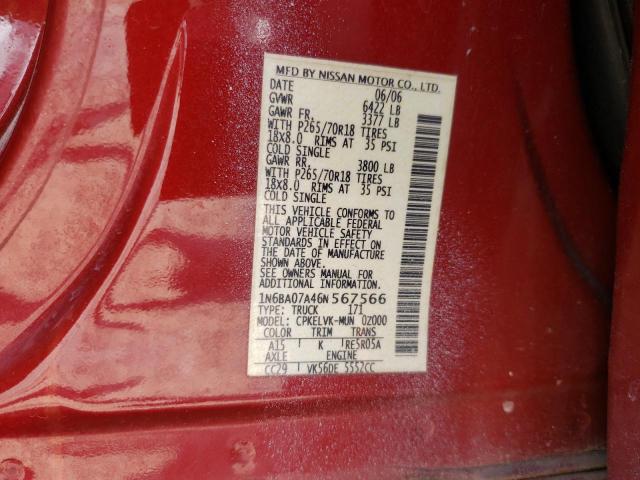 MFD BY NISSAN MOTOR CO., LTD.
DATE 06/06
GVWR 6422 LB
GAWR FR. 3377 LB
WITH P265/70R18 TIRES
18X8.0 RIMS AT 35 PSI
COLD SINGLE
GAWR RR. 3800 LB
WITH P265/70R18 TIRES
18X8.0 RIMS AT 35 PSI
COLD SINGLE
THIS VEHICLE CONFORMS TO
ALL APPLICABLE FEDERAL
MOTOR VEHICLE SAFETY
STANDARDS IN EFFECT ON
THE DATE OF MANUFACTURE
SHOWN ABOVE.
SEE OWNERS MANUAL FOR
ADDITIONAL INFORMATION.
1N6BA07A46N567566
TYPE: TRUCK 171
MODEL: CPKELVK-MUN 02000
COLOR TRIM TRANS
A15 K RE5R05A
AXLE ENGINE
CC29 VK56DE 5552CC